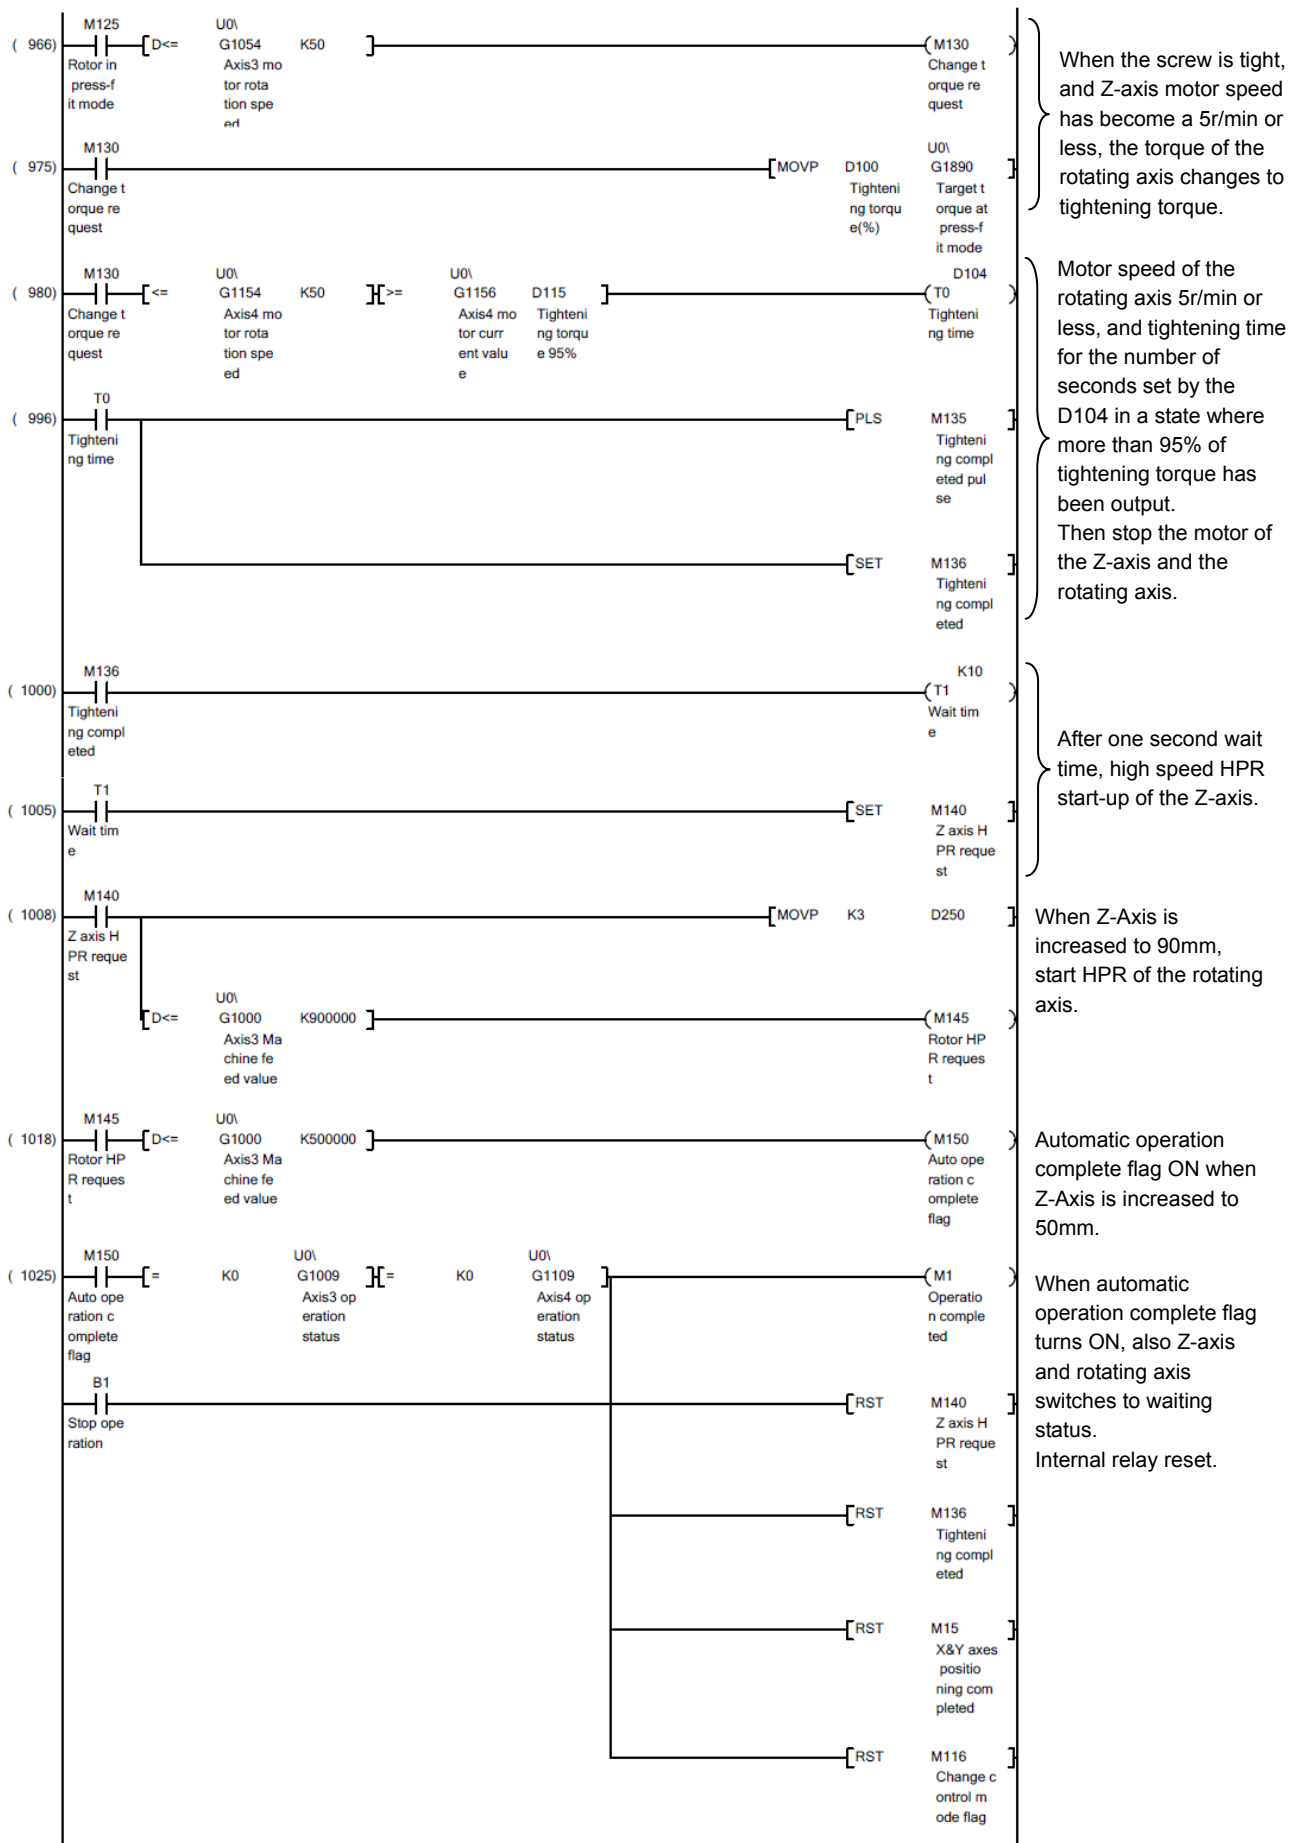 M125 U0\
( 966) D<= G1054 K50 M130
Rotor in Axis3 mo Change t
press-f tor rota orque re
it mode tion spe quest
ed
When the screw is tight,
and Z-axis motor speed
has become a 5r/min or
less, the torque of the
rotating axis changes to
tightening torque.
M130 U0\
( 975) MOVP D100 G1890
Change t Tighteni Target t
orque re ng torqu orque at
quest e(%) press-f
it mode
M130 U0\ U0\ D104
( 980) <= G1154 K50 >= G1156 D115 T0
Change t Axis4 mo Axis4 mo Tighteni Tighteni
orque re tor rota tor curr ng torqu ng time
quest tion spe ent valu e 95%
ed e
Motor speed of the
rotating axis 5r/min or
less, and tightening time
for the number of
seconds set by the
D104 in a state where
more than 95% of
tightening torque has
been output.
Then stop the motor of
the Z-axis and the
rotating axis.
T0
( 996) PLS M135
Tighteni Tighteni
ng time ng compl
eted pul
se
SET M136
Tighteni
ng compl
eted
M136 K10
( 1000) T1
Tighteni Wait tim
ng compl e
eted
After one second wait
time, high speed HPR
start-up of the Z-axis.
T1
( 1005) SET M140
Wait tim Z axis H
e PR reque
st
M140
( 1008) MOVP K3 D250
Z axis H
PR reque
st
When Z-Axis is
increased to 90mm,
start HPR of the rotating
axis.
U0\
D<= G1000 K900000 M145
Axis3 Ma Rotor HP
chine fe R reques
ed value t
M145 U0\
( 1018) D<= G1000 K500000 M150
Rotor HP Axis3 Ma Auto ope
R reques chine fe ration c
t ed value omplete
flag
Automatic operation
complete flag ON when
Z-Axis is increased to
50mm.
M150 U0\ U0\
( 1025) = K0 G1009 = K0 G1109 M1
Auto ope Axis3 op Axis4 op Operatio
ration c eration eration n comple
omplete status status ted
flag
When automatic
operation complete flag
turns ON, also Z-axis
and rotating axis
switches to waiting
status.
Internal relay reset.
B1
RST M140
Stop ope Z axis H
ration PR reque
st
RST M136
Tighteni
ng compl
eted
RST M15
X&Y axes
positio
ning com
pleted
RST M116
Change c
ontrol m
ode flag